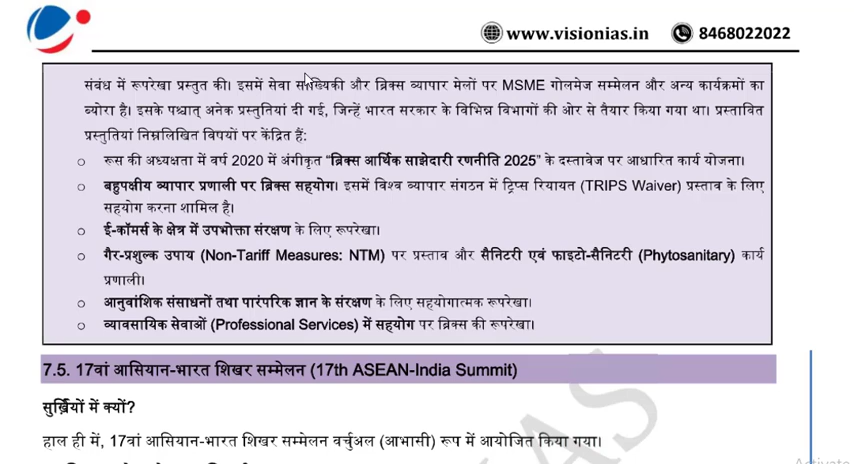 www.visionias.in 8468022022
संबंध में रूपरेखा प्रस्तुत की। इसमें सेवा सांख्यिकी और ब्रिक्स व्यापार मेलों पर MSME गोलमेज सम्मेलन और अन्य कार्यक्रमों का
ब्योरा है। इसके पश्चात् अनेक प्रस्तुतियां दी गईं, जिन्हें भारत सरकार के विभिन्न विभागों की ओर से तैयार किया गया था। प्रस्तावित
प्रस्तुतियां निम्नलिखित विषयों पर केंद्रित हैं:
o रूस की अध्यक्षता में वर्ष 2020 में अंगीकृत “ब्रिक्स आर्थिक साझेदारी रणनीति 2025” के दस्तावेज पर आधारित कार्य योजना।
o बहुपक्षीय व्यापार प्रणाली पर ब्रिक्स सहयोग। इसमें विश्व व्यापार संगठन में ट्रिप्स रियायत (TRIPS Waiver) प्रस्ताव के लिए
सहयोग करना शामिल है।
o ई-कॉमर्स के क्षेत्र में उपभोक्ता संरक्षण के लिए रूपरेखा।
o गैर-प्रशुल्क उपाय (Non-Tariff Measures: NTM) पर प्रस्ताव और सैनिटरी एवं फाइटो-सैनिटरी (Phytosanitary) कार्य
प्रणाली।
o आनुवांशिक संसाधनों तथा पारंपरिक ज्ञान के संरक्षण के लिए सहयोगात्मक रूपरेखा।
o व्यावसायिक सेवाओं (Professional Services) में सहयोग पर ब्रिक्स की रूपरेखा।
7.5. 17वां आसियान-भारत शिखर सम्मेलन (17th ASEAN-India Summit)
सुर्ख़ियों में क्यों?
हाल ही में, 17वां आसियान-भारत शिखर सम्मेलन वर्चुअल (आभासी) रूप में आयोजित किया गया।